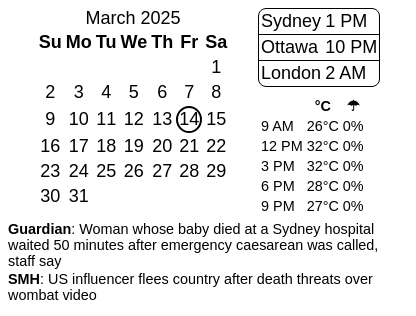 March 2025
Su Mo Tu We Th Fr Sa
1
2 3 4 5 6 7 8
9 10 11 12 13 14 15
16 17 18 19 20 21 22
23 24 25 26 27 28 29
30 31
Sydney 1 PM
Ottawa 10 PM
London 2 AM
°C ☂
9 AM 26°C 0%
12 PM 32°C 0%
3 PM 32°C 0%
6 PM 28°C 0%
9 PM 27°C 0%
Guardian: Woman whose baby died at a Sydney hospital
waited 50 minutes after emergency caesarean was called,
staff say
SMH: US influencer flees country after death threats over
wombat video